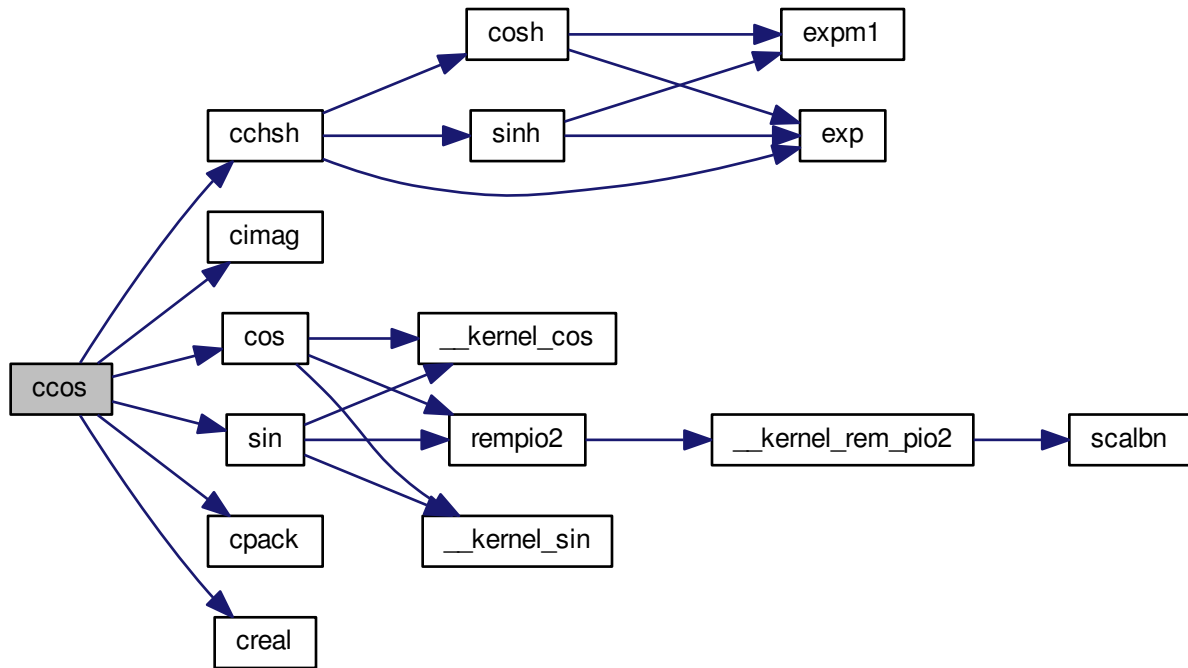 cosh
expm1
cchsh
sinh
exp
cimag
cos
__kernel_cos
ccos
sin
rempio2
__kernel_rem_pio2
scalbn
cpack
__kernel_sin
creal